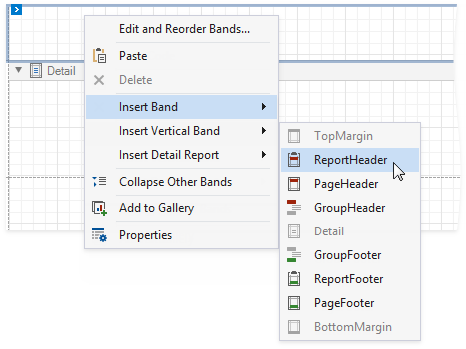 Edit and Reorder Bands...
Paste
Detail
Delete
Insert Band
Insert Vertical Band
Insert Detail Report
Collapse Other Bands
Add to Gallery
Properties
TopMargin
ReportHeader
PageHeader
GroupHeader
Detail
GroupFooter
ReportFooter
PageFooter
BottomMargin